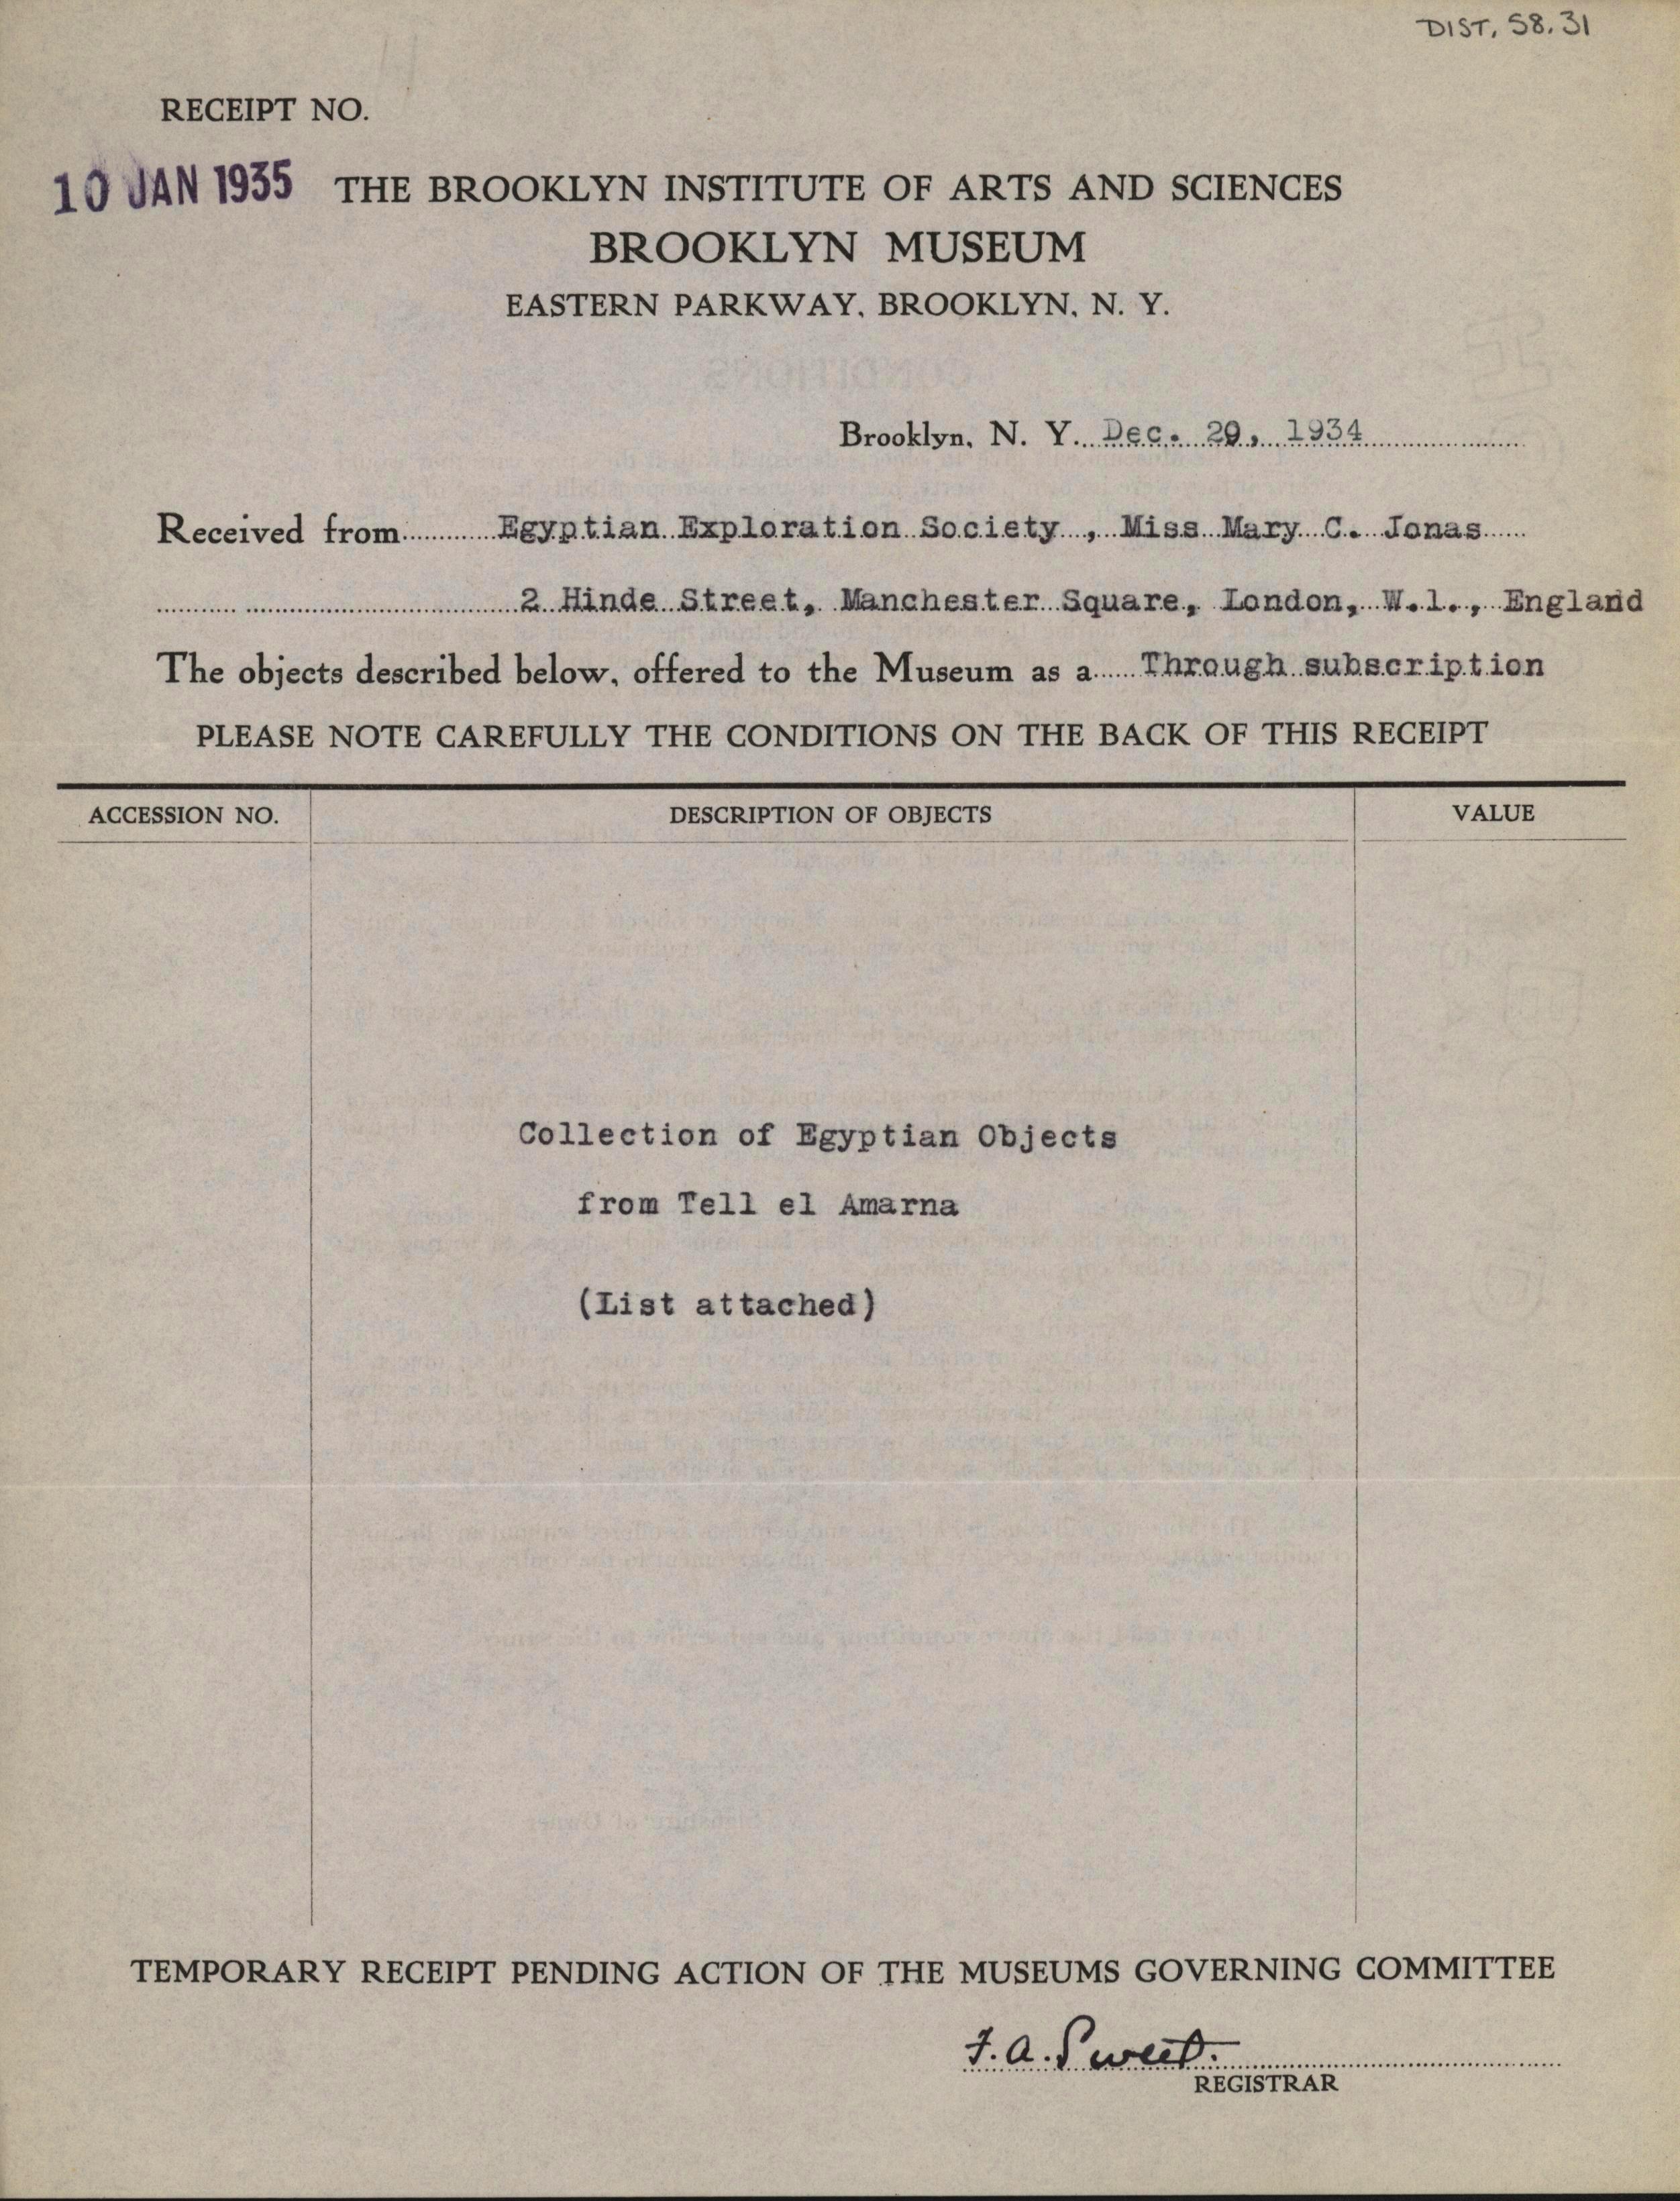 DIST. 58.31
RECEIPT NO.
10 JAN 1935
THE BROOKLYN INSTITUTE OF ARTS AND SCIENCES
BROOKLYN MUSEUM
EASTERN PARKWAY, BROOKLYN, N. Y.
Brooklyn, N. Y. Dec. 29, 1934
Received from Egyptian Exploration Society , Miss Mary C. Jonas
2 Hinde Street, Manchester Square, London, W.1., England
The objects described below, offered to the Museum as a Through subscription
PLEASE NOTE CAREFULLY THE CONDITIONS ON THE BACK OF THIS RECEIPT
ACCESSION NO. DESCRIPTION OF OBJECTS VALUE
Collection of Egyptian Objects
from Tell el Amarna
(List attached)
TEMPORARY RECEIPT PENDING ACTION OF THE MUSEUMS GOVERNING COMMITTEE
F. A. Sweet.
REGISTRAR